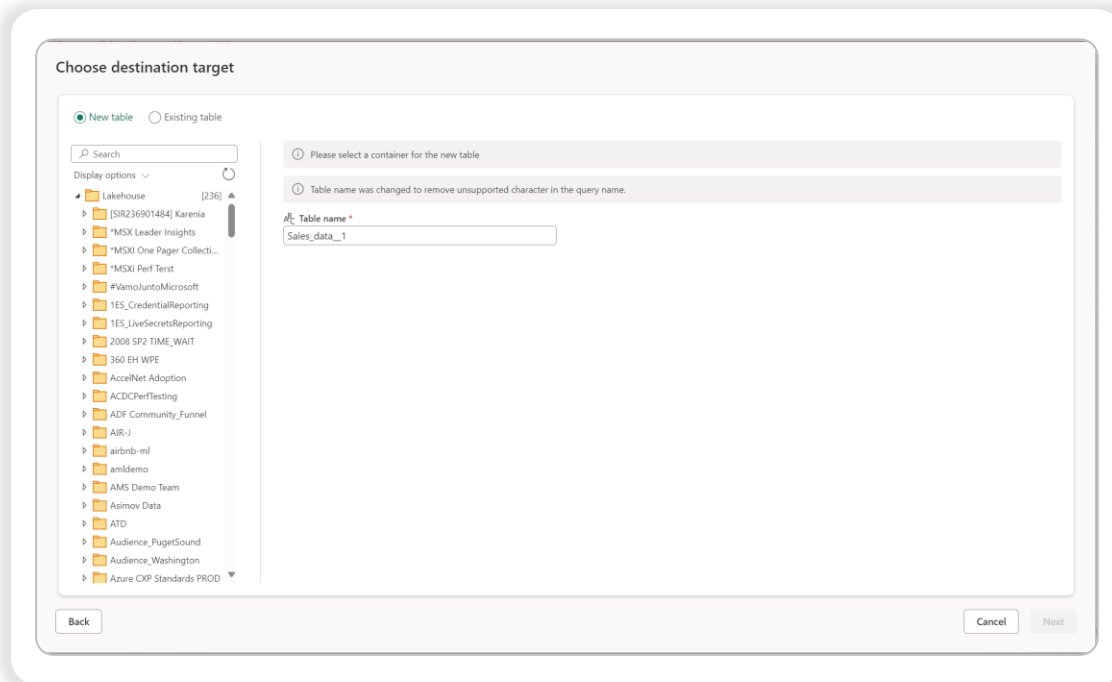 Choose destination target
New table
Existing table
Search
Display options
Lakehouse [236]
[SIR236901484] Karenia
*MSX Leader Insights
*MSXI One Pager Collecti...
*MSXi Perf Terst
#VamoJuntoMicrosoft
1ES_CredentialReporting
1ES_LiveSecretsReporting
2008 SP2 TIME_WAIT
360 EH WPE
AccelNet Adoption
ACDCPerfTesting
ADF Community_Funnel
AIR-J
airbnb-ml
amldemo
AMS Demo Team
Asimov Data
ATD
Audience_PugetSound
Audience_Washington
Azure CXP Standards PROD
Please select a container for the new table
Table name was changed to remove unsupported character in the query name.
Table name *
Sales_data__1
Back
Cancel
Next